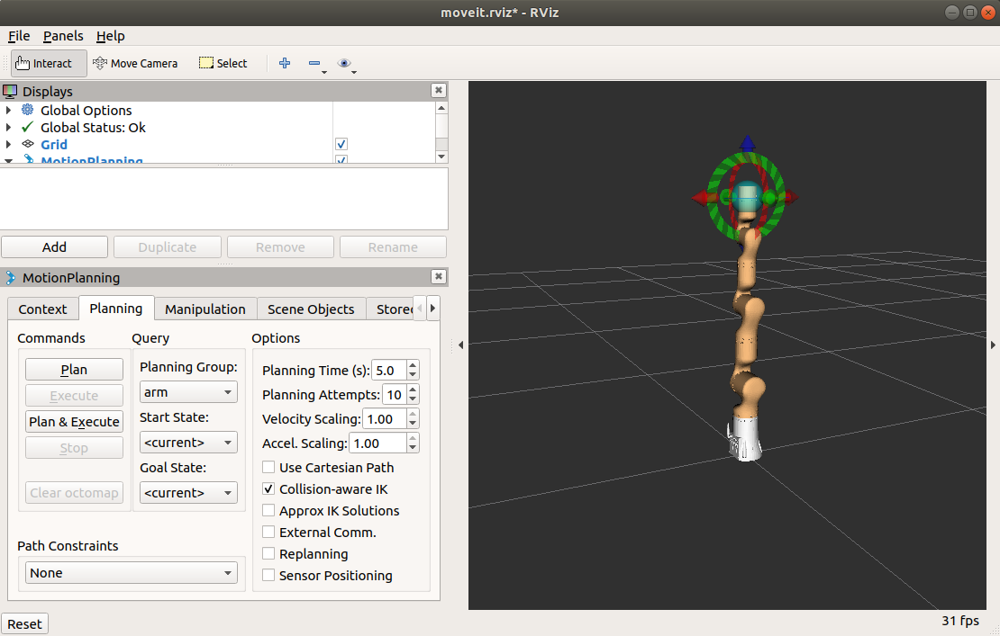 moveit.rviz* - RViz
File Panels Help
Interact Move Camera Select
Displays
Global Options
Global Status: Ok
Grid
MotionPlanning
Add Duplicate Remove Rename
MotionPlanning
Context Planning Manipulation Scene Objects Stored
Commands Query Options
Plan
Execute
Plan & Execute
Stop
Clear octomap
Planning Group:
arm
Start State:
<current>
Goal State:
<current>
Planning Time (s): 5.0
Planning Attempts: 10
Velocity Scaling: 1.00
Accel. Scaling: 1.00
Use Cartesian Path
Collision-aware IK
Approx IK Solutions
External Comm.
Replanning
Sensor Positioning
Path Constraints
None
Reset
31 fps